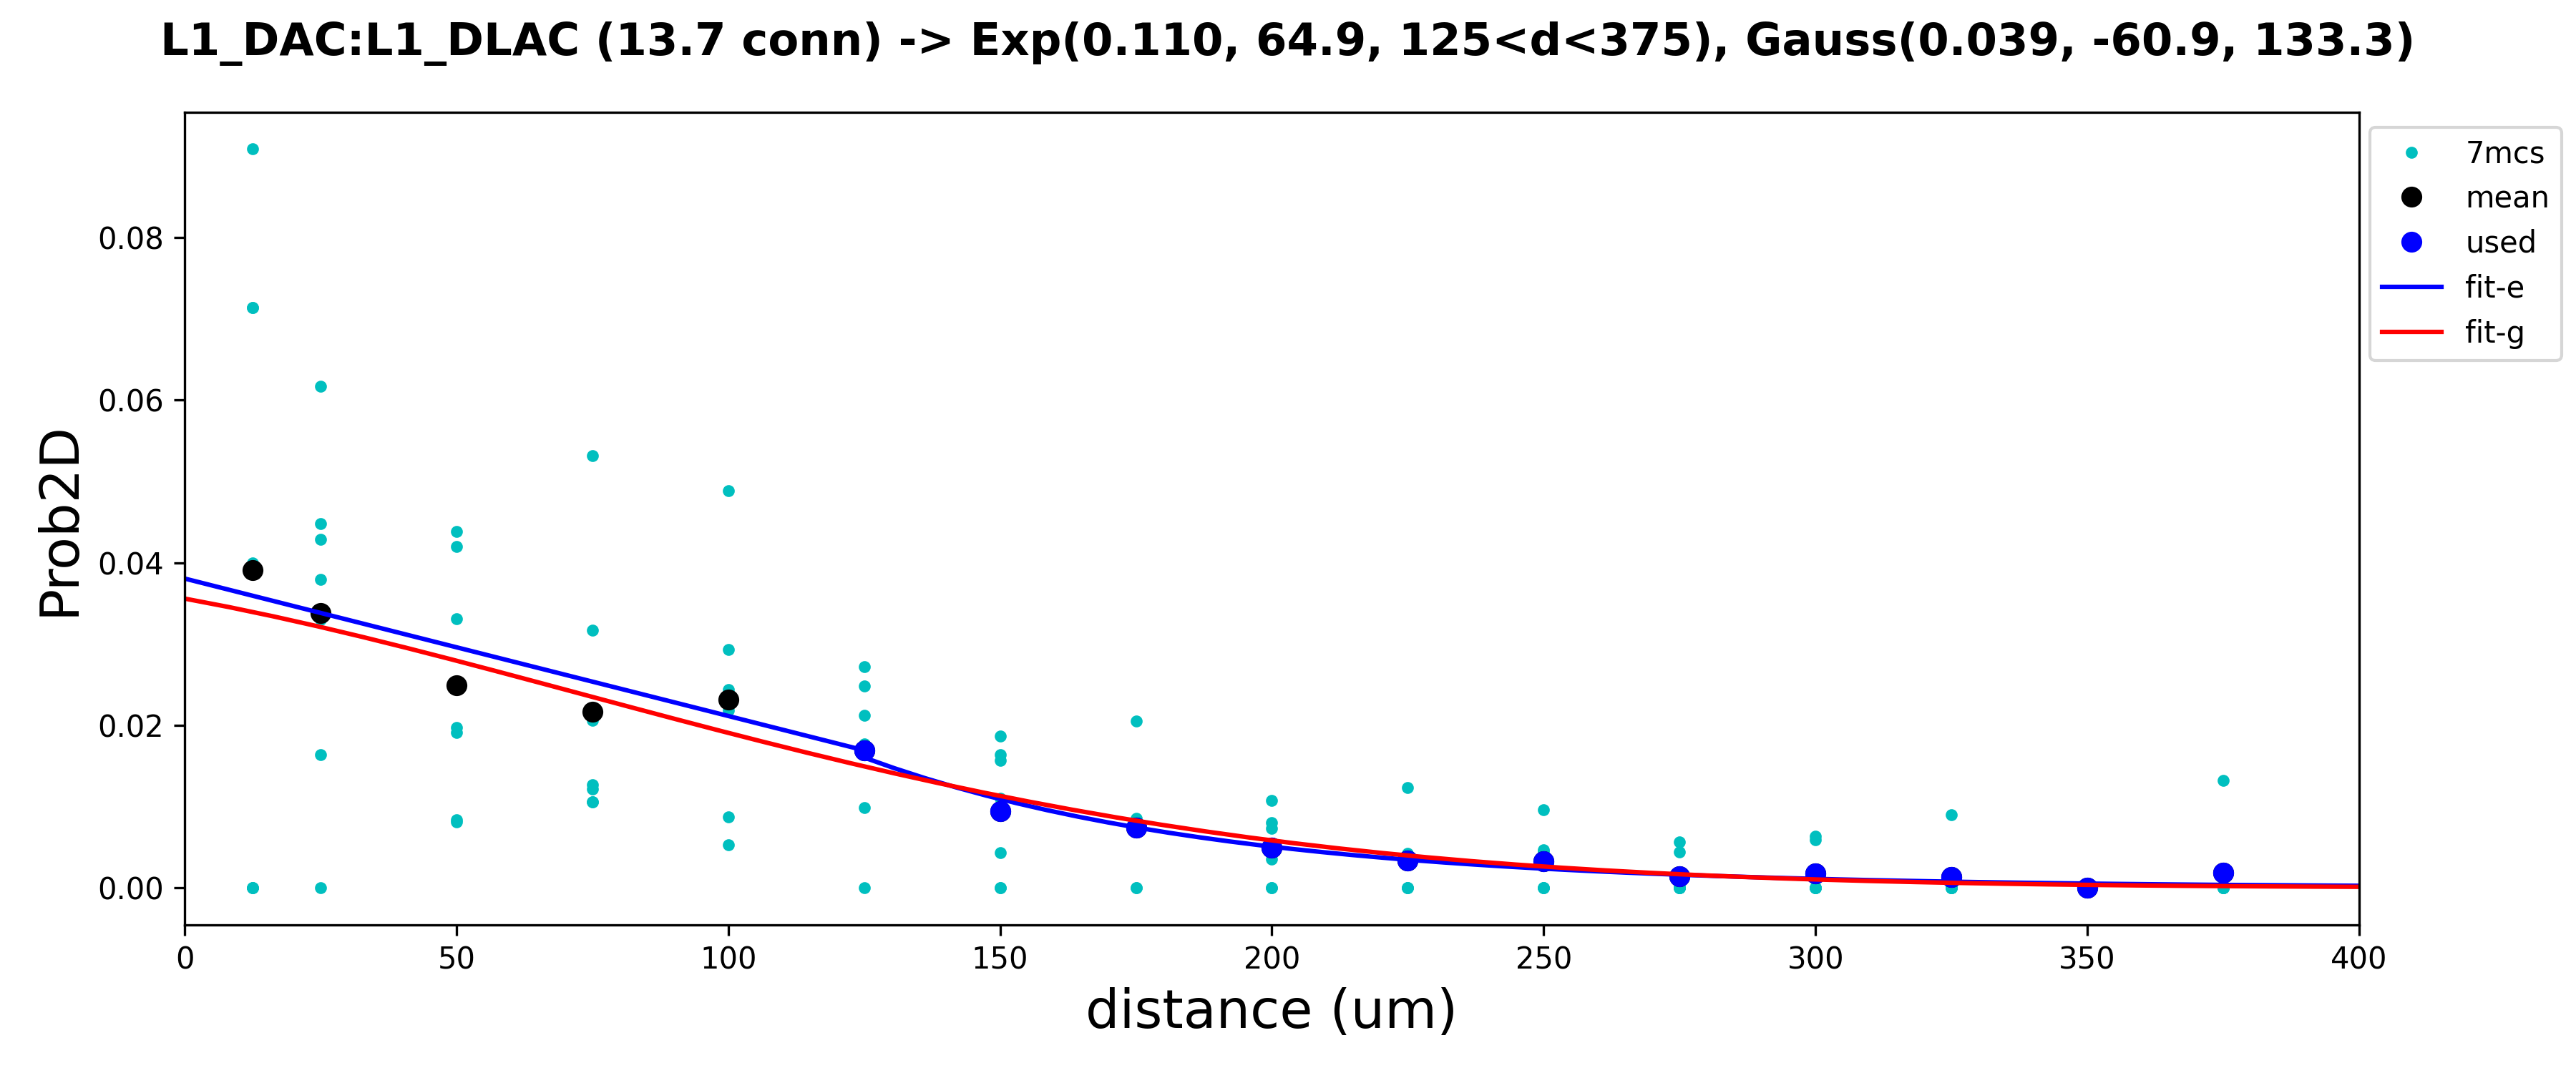 L1_DAC:L1_DLAC (13.7 conn) -> Exp(0.110, 64.9, 125<d<375), Gauss(0.039, -60.9, 133.3)
7mcs
mean
used
fit-e
fit-g
Prob2D
0.08
0.06
0.04
0.02
0.00
0 50 100 150 200 250 300 350 400
distance (um)